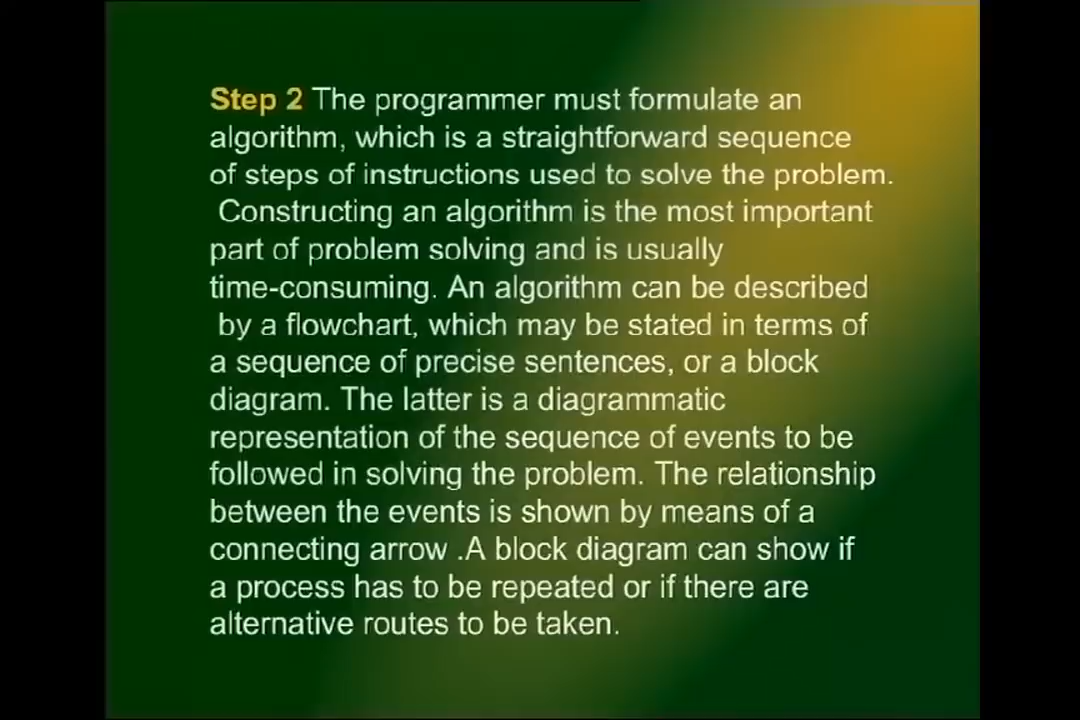 Step 2 The programmer must formulate an
algorithm, which is a straightforward sequence
of steps of instructions used to solve the problem.
Constructing an algorithm is the most important
part of problem solving and is usually
time-consuming. An algorithm can be described
by a flowchart, which may be stated in terms of
a sequence of precise sentences, or a block
diagram. The latter is a diagrammatic
representation of the sequence of events to be
followed in solving the problem. The relationship
between the events is shown by means of a
connecting arrow .A block diagram can show if
a process has to be repeated or if there are
alternative routes to be taken.